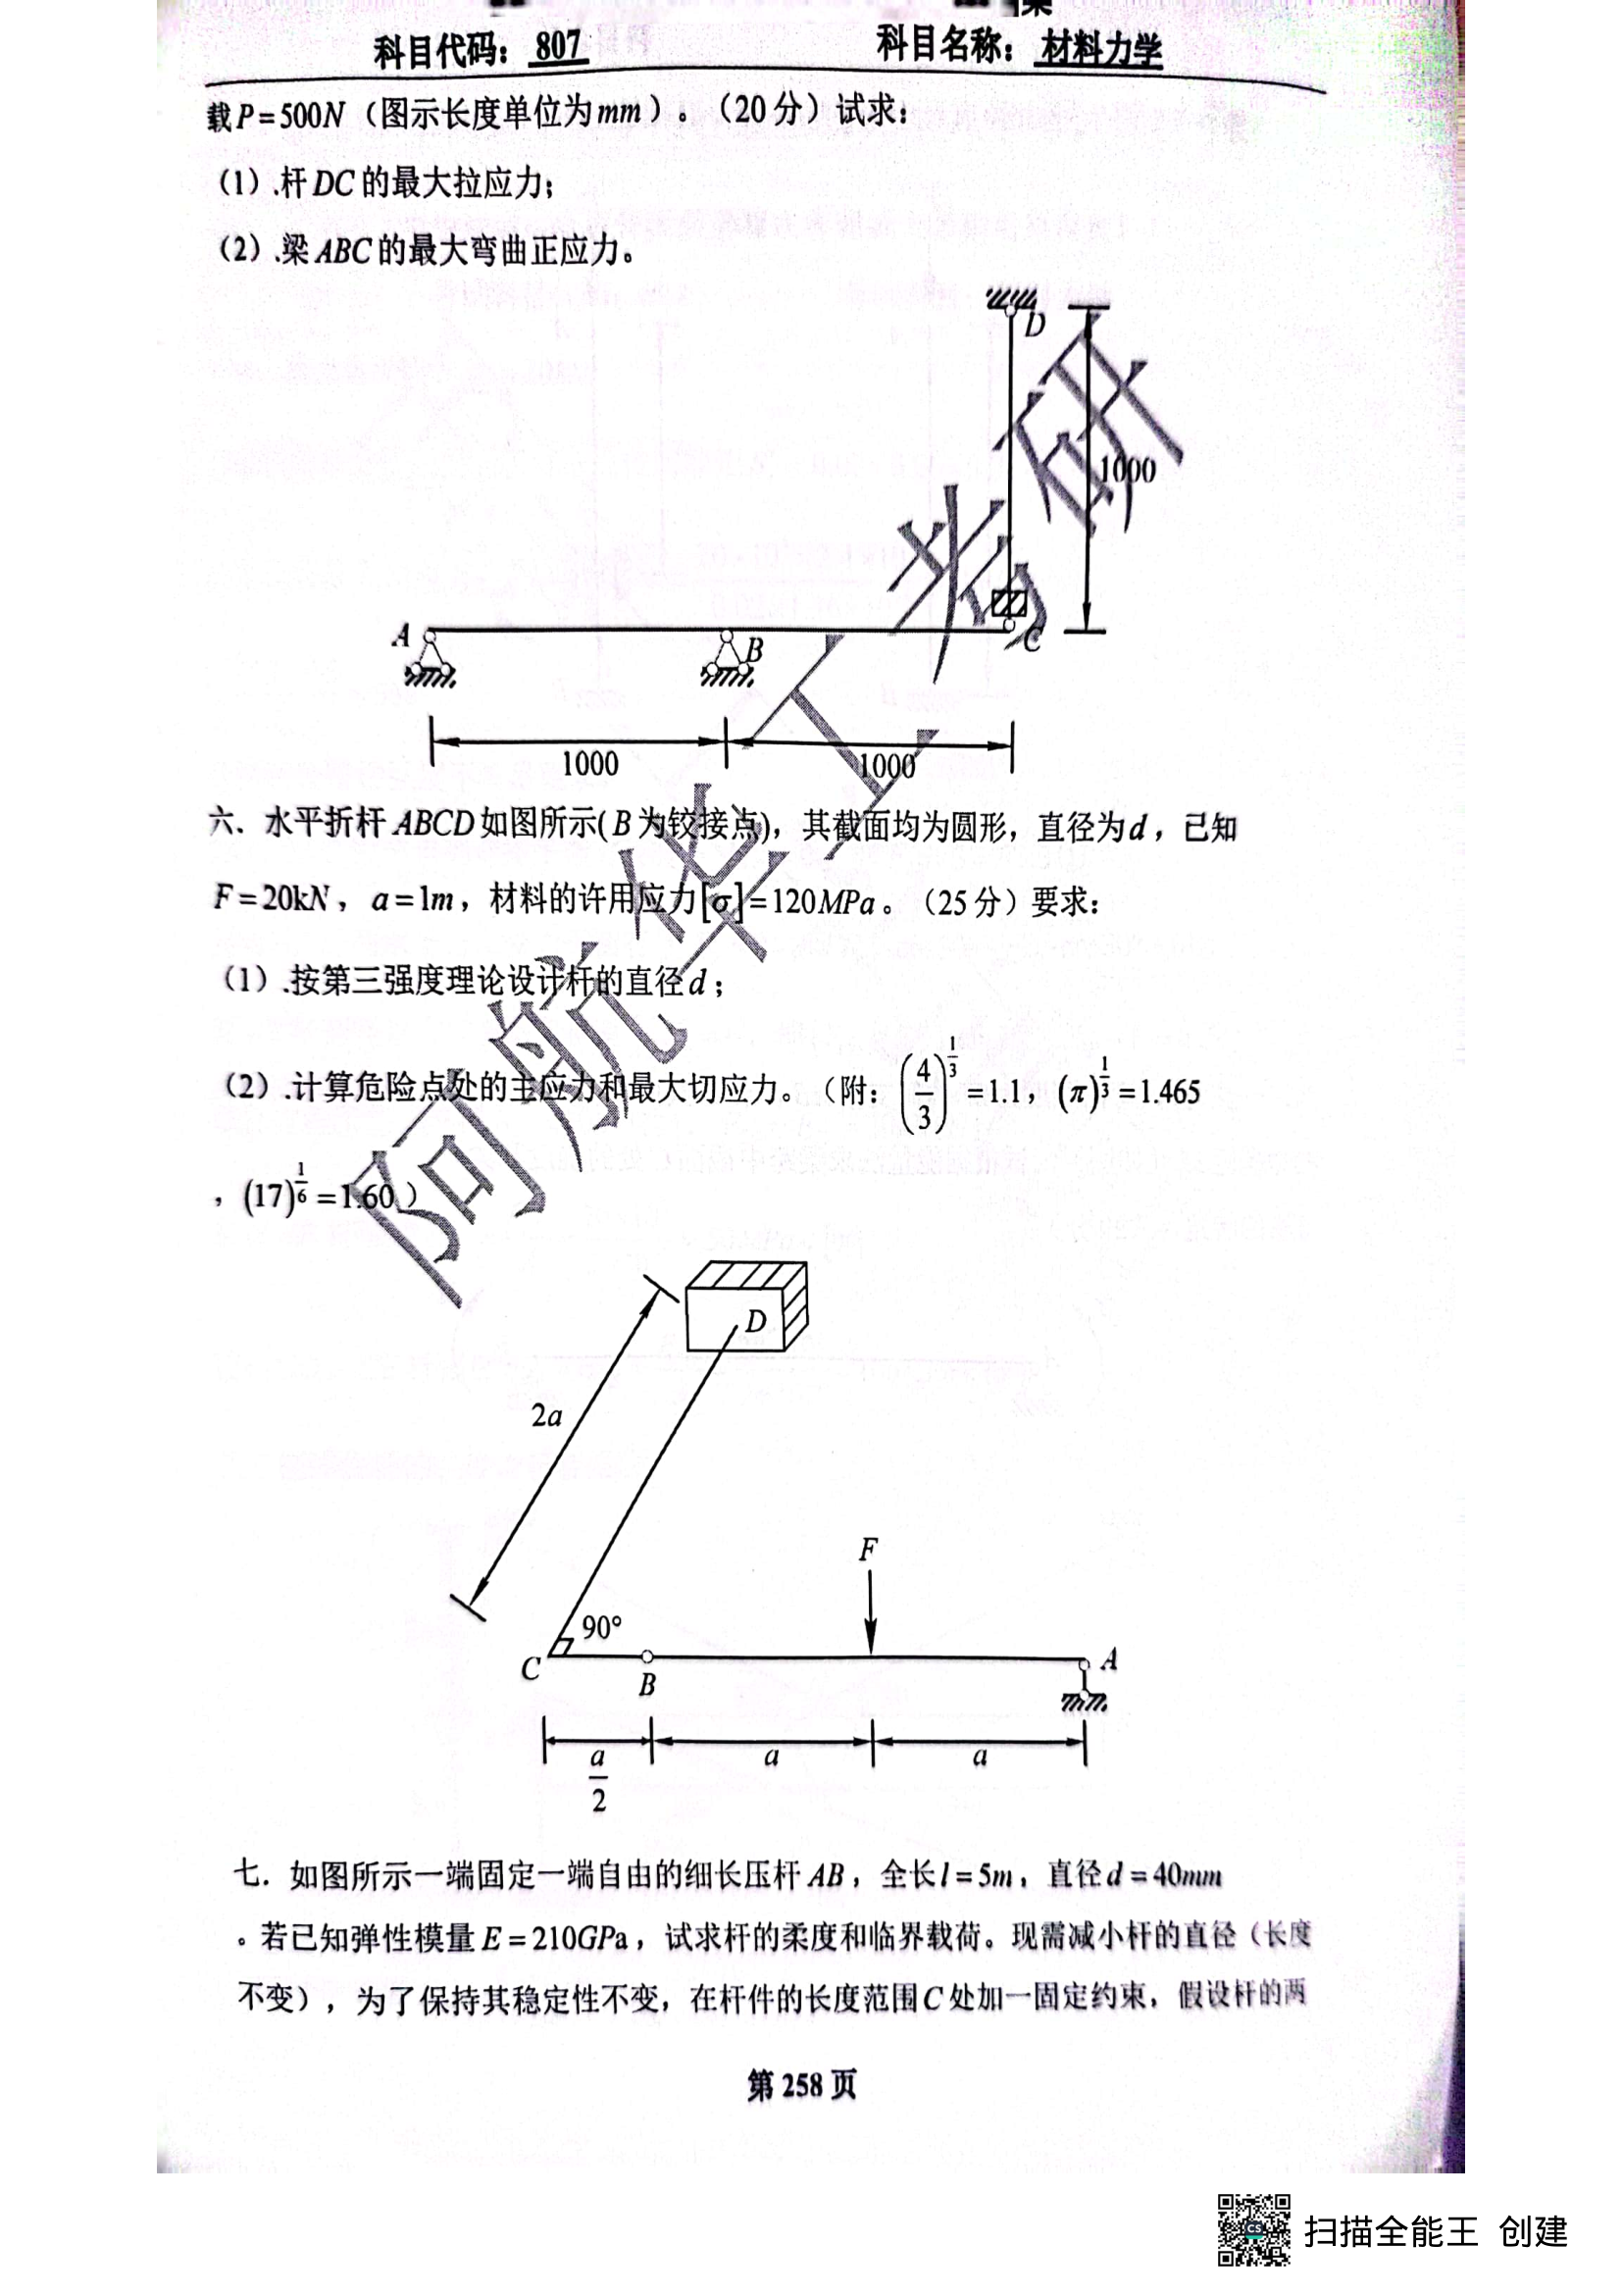 科目代码：807 科目名称：材料力学
载P=500N（图示长度单位为mm）。（20分）试求：
（1）.杆DC的最大拉应力；
（2）.梁ABC的最大弯曲正应力。
D
1000
A B C
1000 1000
六．水平折杆ABCD如图所示(B为铰接点)，其截面均为圆形，直径为d，已知
F=20kN，a=1m，材料的许用应力[σ]=120MPa。（25分）要求：
（1）.按第三强度理论设计杆的直径d；
（2）.计算危险点处的主应力和最大切应力。（附：(4/3)^{1/3}=1.1，(π)^{1/3}=1.465
，(17)^{1/6}=1.60）
阿航华工考研
D
2a
F
90°
C B A
a/2 a a
七．如图所示一端固定一端自由的细长压杆AB，全长l=5m，直径d=40mm
。若已知弹性模量E=210GPa，试求杆的柔度和临界载荷。现需减小杆的直径（长度
不变），为了保持其稳定性不变，在杆件的长度范围C处加一固定约束，假设杆的两
第258页
CS 扫描全能王 创建